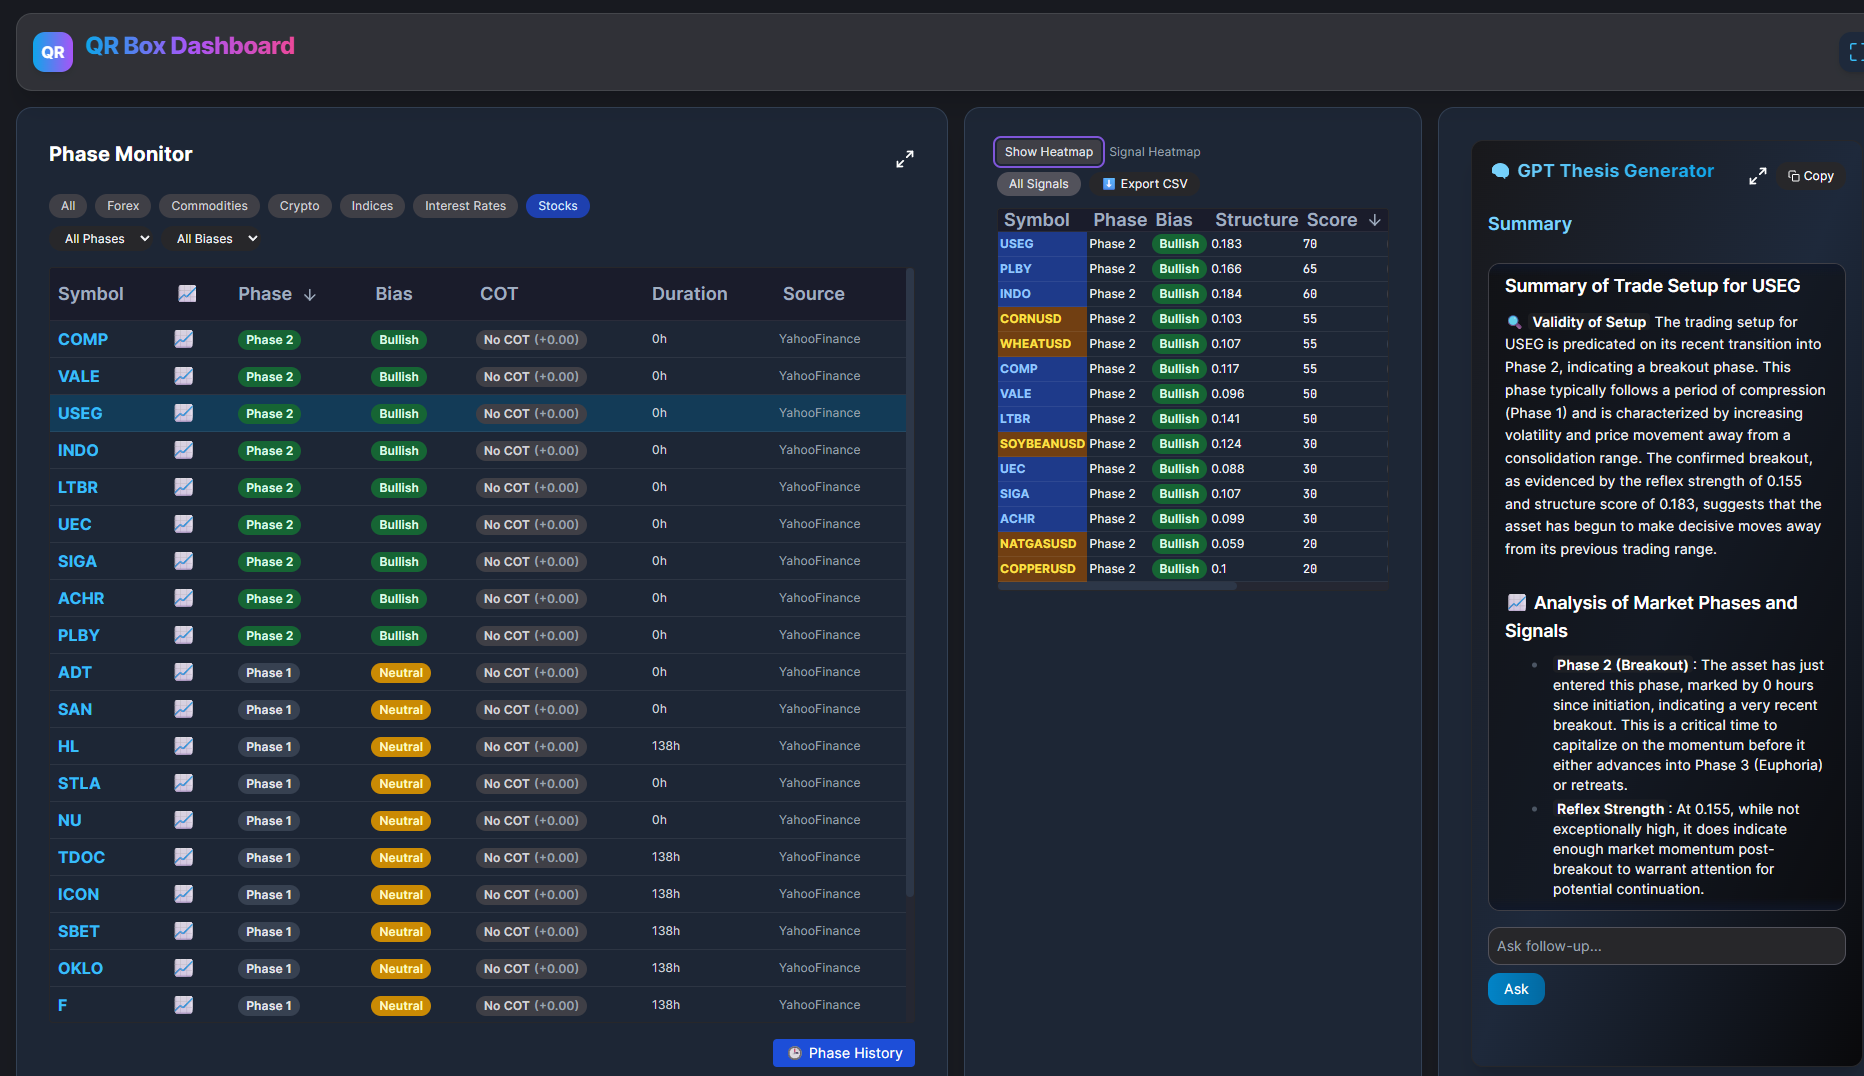 QR QR Box Dashboard
Phase Monitor
All Forex Commodities Crypto Indices Interest Rates Stocks
All Phases All Biases
Symbol Phase ↓ Bias COT Duration Source
COMP Phase 2 Bullish No COT (+0.00) 0h YahooFinance
VALE Phase 2 Bullish No COT (+0.00) 0h YahooFinance
USEG Phase 2 Bullish No COT (+0.00) 0h YahooFinance
INDO Phase 2 Bullish No COT (+0.00) 0h YahooFinance
LTBR Phase 2 Bullish No COT (+0.00) 0h YahooFinance
UEC Phase 2 Bullish No COT (+0.00) 0h YahooFinance
SIGA Phase 2 Bullish No COT (+0.00) 0h YahooFinance
ACHR Phase 2 Bullish No COT (+0.00) 0h YahooFinance
PLBY Phase 2 Bullish No COT (+0.00) 0h YahooFinance
ADT Phase 1 Neutral No COT (+0.00) 0h YahooFinance
SAN Phase 1 Neutral No COT (+0.00) 0h YahooFinance
HL Phase 1 Neutral No COT (+0.00) 138h YahooFinance
STLA Phase 1 Neutral No COT (+0.00) 0h YahooFinance
NU Phase 1 Neutral No COT (+0.00) 0h YahooFinance
TDOC Phase 1 Neutral No COT (+0.00) 138h YahooFinance
ICON Phase 1 Neutral No COT (+0.00) 138h YahooFinance
SBET Phase 1 Neutral No COT (+0.00) 138h YahooFinance
OKLO Phase 1 Neutral No COT (+0.00) 138h YahooFinance
F Phase 1 Neutral No COT (+0.00) 138h YahooFinance
Phase History
Show Heatmap Signal Heatmap
All Signals Export CSV
Symbol Phase Bias Structure Score ↓
USEG Phase 2 Bullish 0.183 70
PLBY Phase 2 Bullish 0.166 65
INDO Phase 2 Bullish 0.184 60
CORNUSD Phase 2 Bullish 0.103 55
WHEATUSD Phase 2 Bullish 0.107 55
COMP Phase 2 Bullish 0.117 55
VALE Phase 2 Bullish 0.096 50
LTBR Phase 2 Bullish 0.141 50
SOYBEANUSD Phase 2 Bullish 0.124 30
UEC Phase 2 Bullish 0.088 30
SIGA Phase 2 Bullish 0.107 30
ACHR Phase 2 Bullish 0.099 30
NATGASUSD Phase 2 Bullish 0.059 20
COPPERUSD Phase 2 Bullish 0.1 20
GPT Thesis Generator Copy
Summary
Summary of Trade Setup for USEG
Validity of Setup The trading setup for
USEG is predicated on its recent transition into
Phase 2, indicating a breakout phase. This
phase typically follows a period of compression
(Phase 1) and is characterized by increasing
volatility and price movement away from a
consolidation range. The confirmed breakout,
as evidenced by the reflex strength of 0.155
and structure score of 0.183, suggests that the
asset has begun to make decisive moves away
from its previous trading range.
Analysis of Market Phases and
Signals
Phase 2 (Breakout) : The asset has just
entered this phase, marked by 0 hours
since initiation, indicating a very recent
breakout. This is a critical time to
capitalize on the momentum before it
either advances into Phase 3 (Euphoria)
or retreats.
Reflex Strength : At 0.155, while not
exceptionally high, it does indicate
enough market momentum post-
breakout to warrant attention for
potential continuation.
Ask follow-up...
Ask